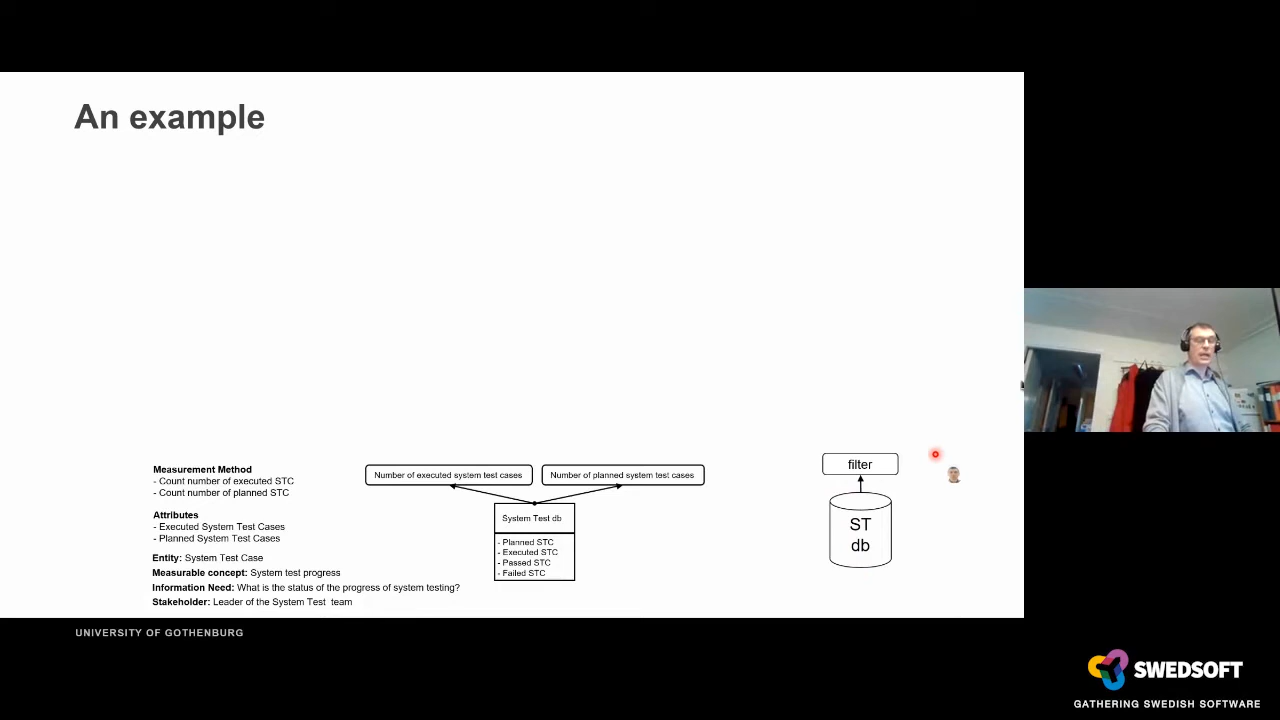 An example
Measurement Method
- Count number of executed STC
- Count number of planned STC
Attributes
- Executed System Test Cases
- Planned System Test Cases
Entity: System Test Case
Measurable concept: System test progress
Information Need: What is the status of the progress of system testing?
Stakeholder: Leader of the System Test team
Number of executed system test cases
Number of planned system test cases
System Test db
- Planned STC
- Executed STC
- Passed STC
- Failed STC
filter
ST
db
UNIVERSITY OF GOTHENBURG
SWEDSOFT
GATHERING SWEDISH SOFTWARE